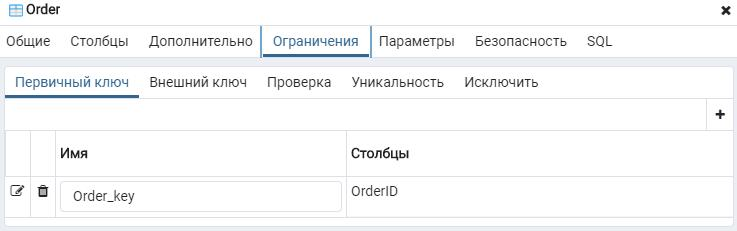 Order
Общие Столбцы Дополнительно Ограничения Параметры Безопасность SQL
Первичный ключ Внешний ключ Проверка Уникальность Исключить
Имя Столбцы
Order_key OrderID